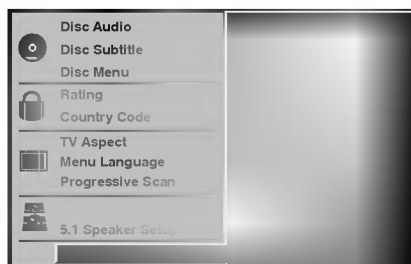 Disc Audio
Disc Subtitle
Disc Menu
Rating
Country Code
TV Aspect
Menu Language
Progressive Scan
5.1 Speaker Setup